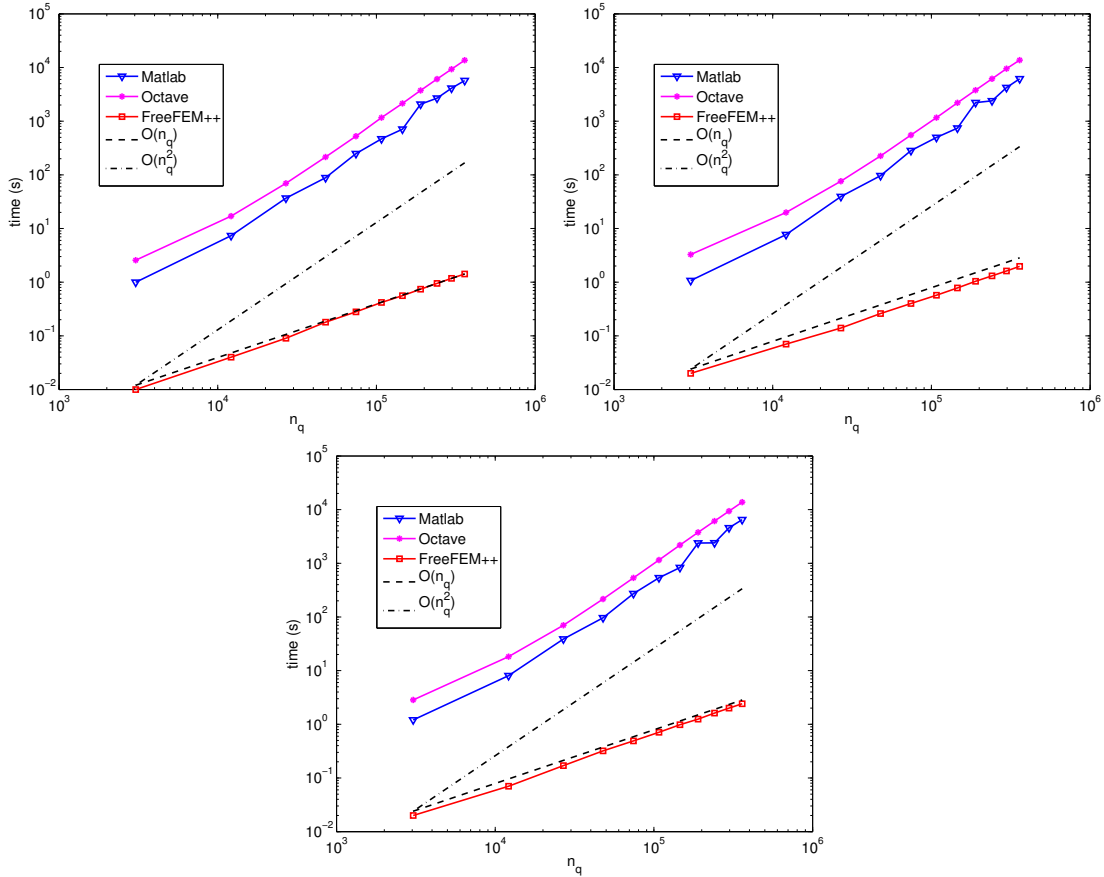 10^5
10^4
10^3
10^2
10^1
10^0
10^-1
10^-2
time (s)
Matlab
Octave
FreeFEM++
O(n_q)
O(n_q^2)
10^3
10^4
10^5
10^6
n_q
10^5
10^4
10^3
10^2
10^1
10^0
10^-1
10^-2
time (s)
Matlab
Octave
FreeFEM++
O(n_q)
O(n_q^2)
10^3
10^4
10^5
10^6
n_q
10^5
10^4
10^3
10^2
10^1
10^0
10^-1
10^-2
time (s)
Matlab
Octave
FreeFEM++
O(n_q)
O(n_q^2)
10^3
10^4
10^5
10^6
n_q